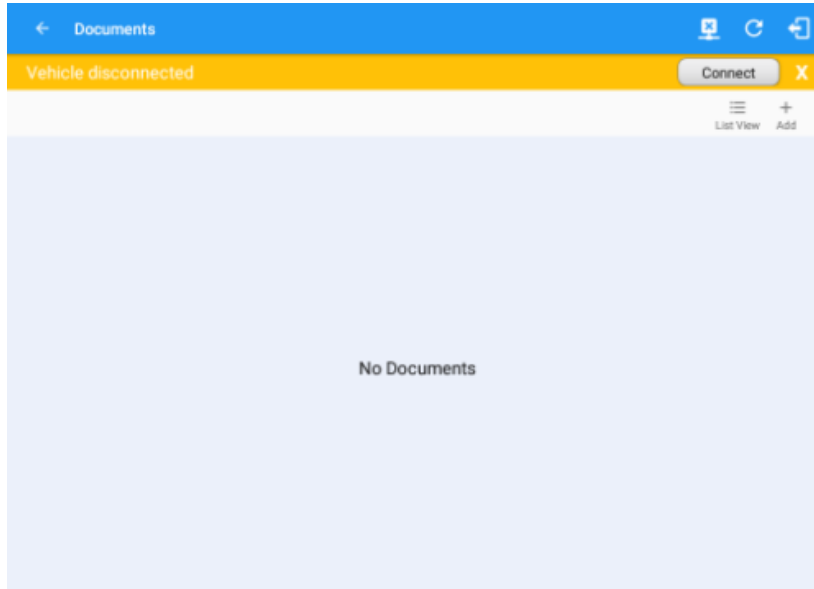 Documents
Vehicle disconnected
Connect
X
List View
Add
No Documents